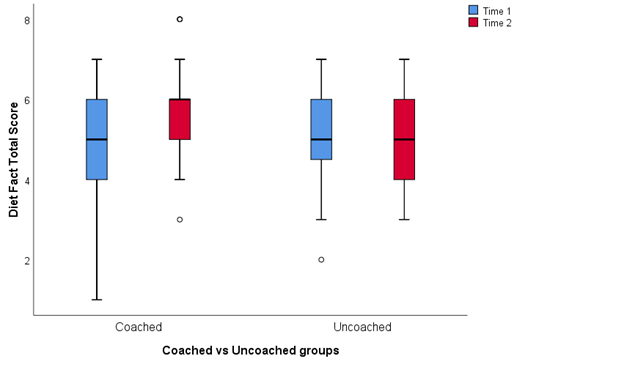 Time 1
Time 2
Diet Fact Total Score
8
6
4
2
Coached
Uncoached
Coached vs Uncoached groups